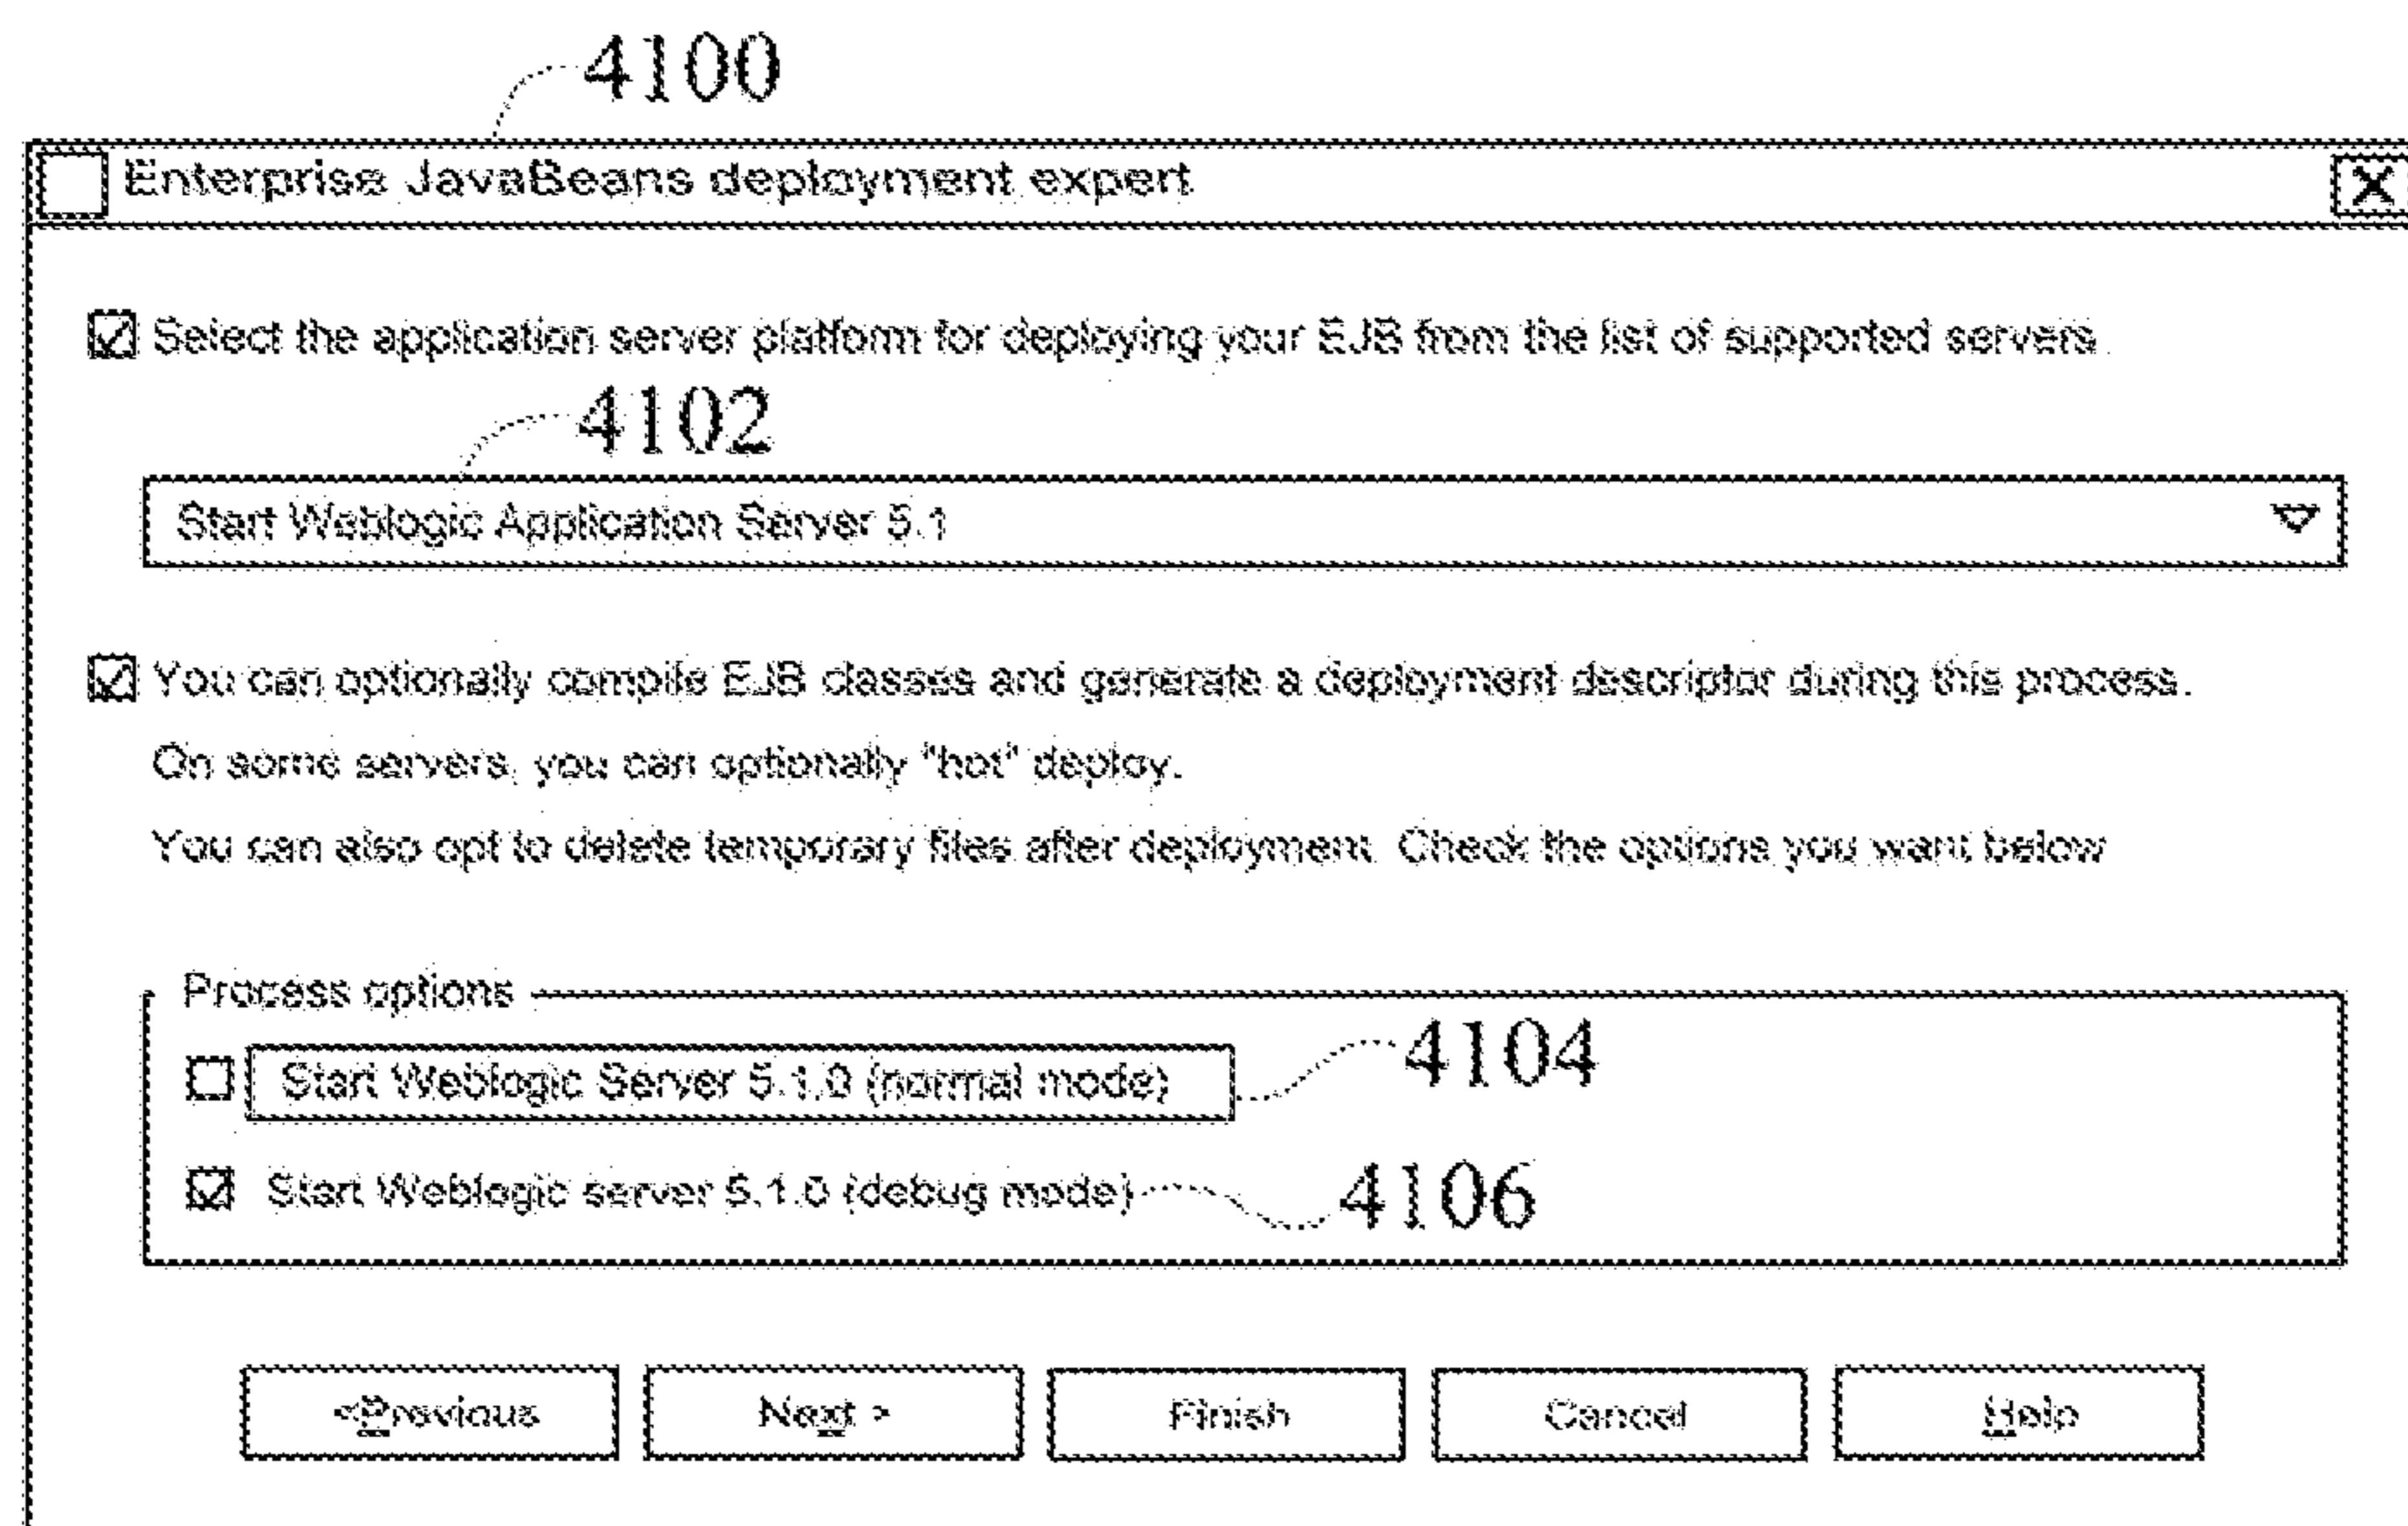 4100
Enterprise JavaBeans deployment expert
Select the application server platform for deploying your EJB from the list of supported servers.
4102
Start Weblogic Application Server 5.1
You can optionally compile EJB classes and generate a deployment descriptor during this process.
On some servers, you can optionally "hot" deploy.
You can also opt to delete temporary files after deployment. Check the options you want below
Process options
Start Weblogic Server 5.1.0 (normal mode)
4104
Start Weblogic server 5.1.0 (debug mode)
4106
<Previous Next > Finish Cancel Help